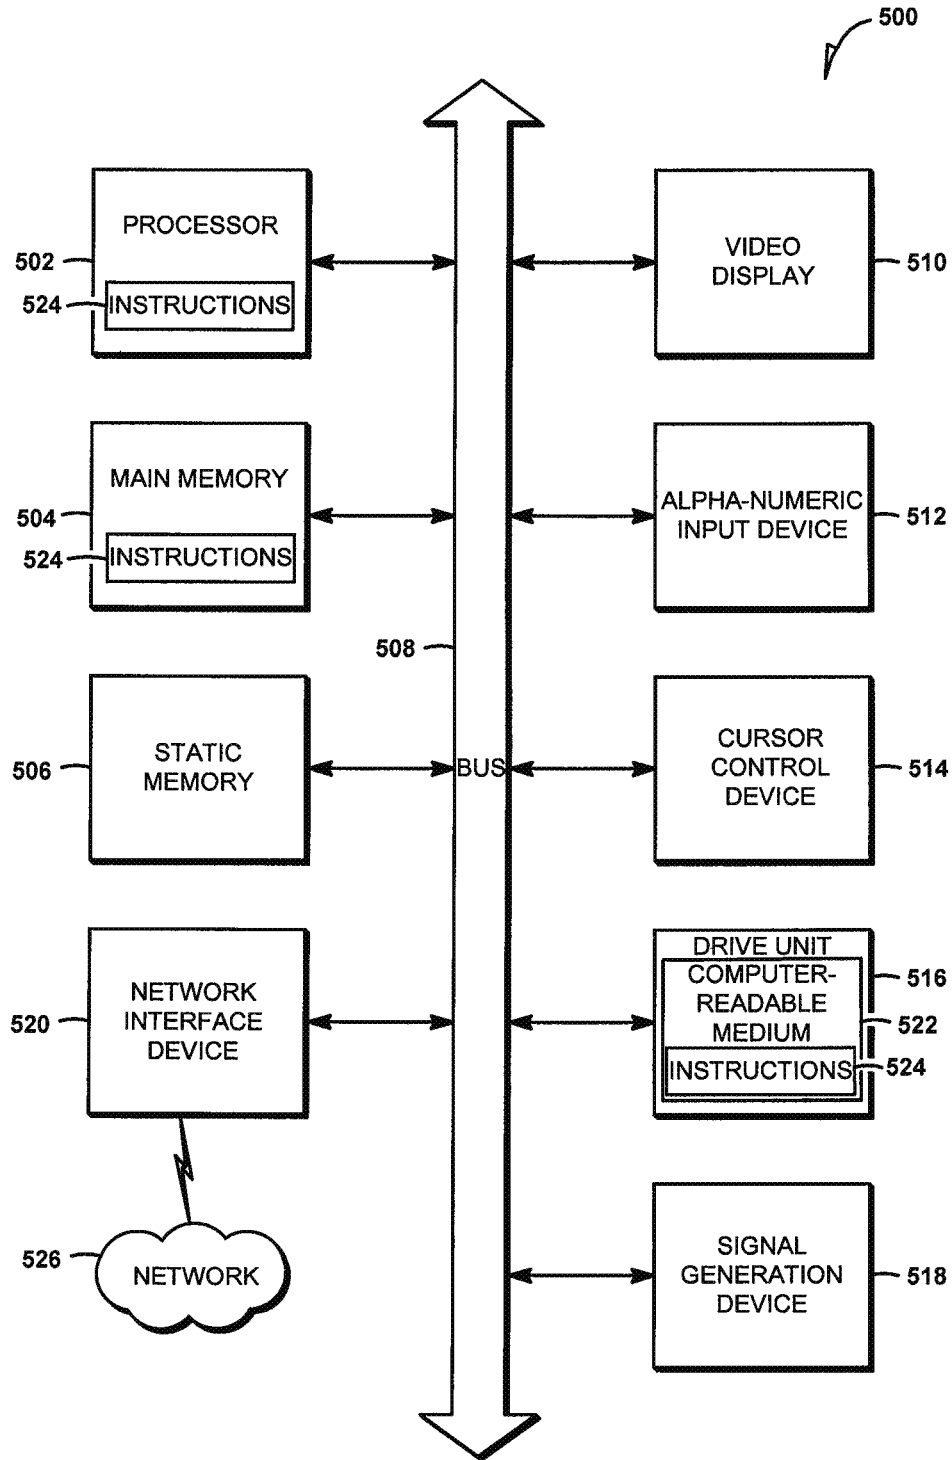 500
PROCESSOR
502
524
INSTRUCTIONS
VIDEO
DISPLAY
510
MAIN MEMORY
504
524
INSTRUCTIONS
ALPHA-NUMERIC
INPUT DEVICE
512
508
STATIC
MEMORY
506
BUS
CURSOR
CONTROL
DEVICE
514
NETWORK
INTERFACE
DEVICE
520
DRIVE UNIT
COMPUTER-
READABLE
MEDIUM
516
522
INSTRUCTIONS
524
526
NETWORK
SIGNAL
GENERATION
DEVICE
518